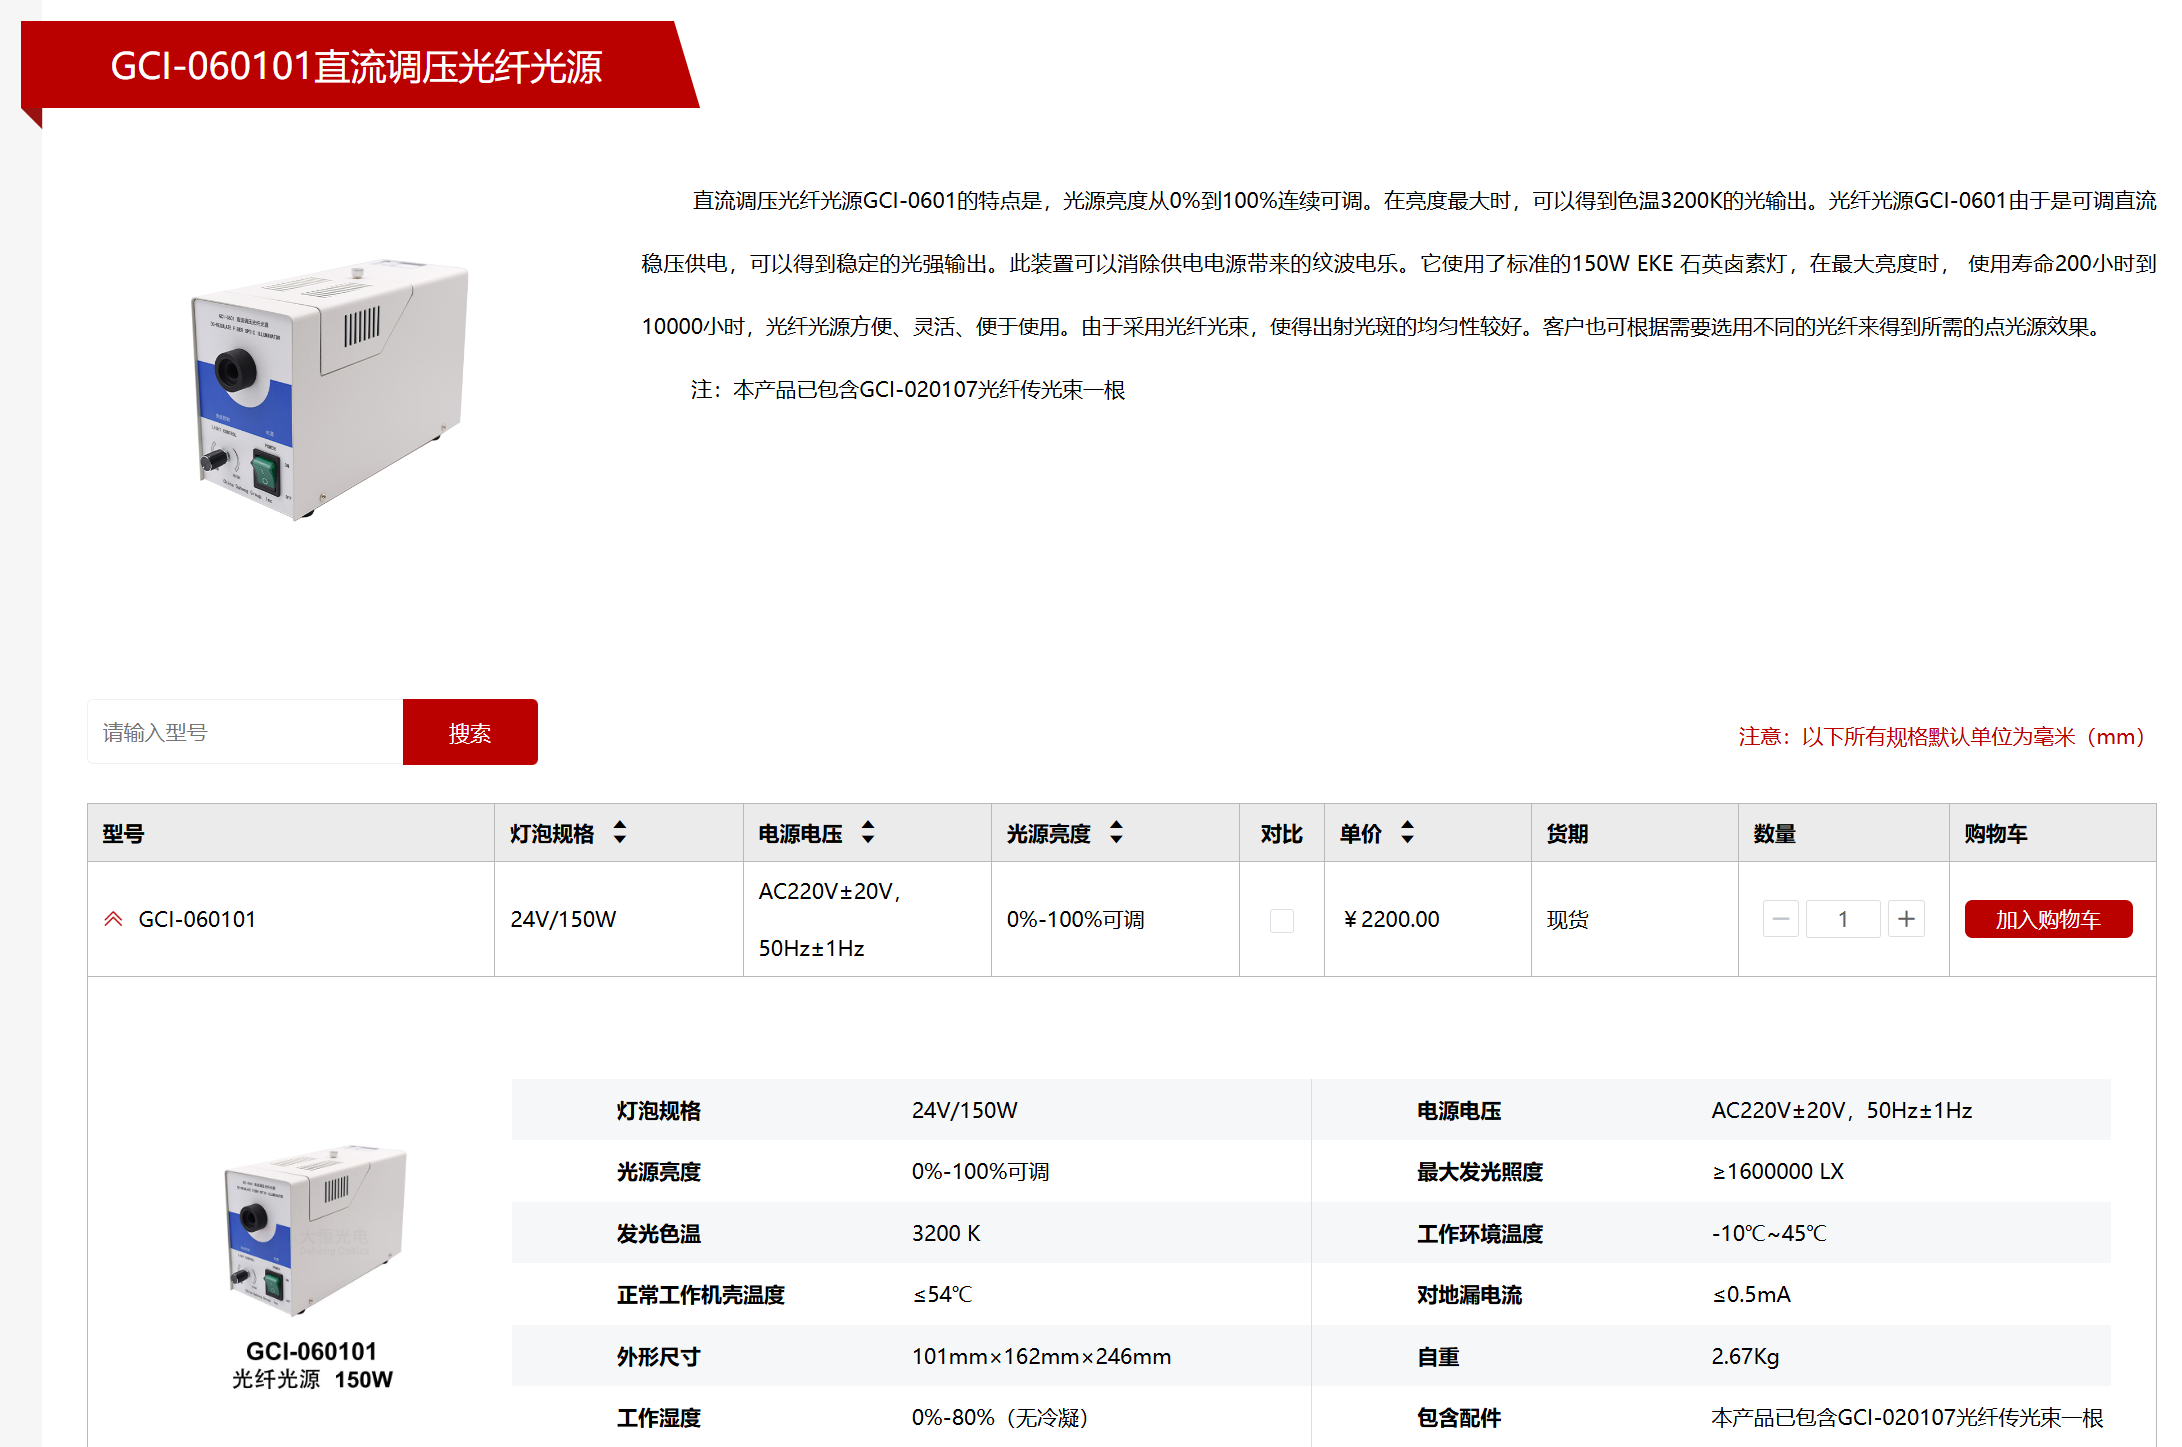 GCI-060101直流调压光纤光源
直流调压光纤光源GCI-0601的特点是，光源亮度从0%到100%连续可调。在亮度最大时，可以得到色温3200K的光输出。光纤光源GCI-0601由于是可调直流
稳压供电，可以得到稳定的光强输出。此装置可以消除供电电源带来的纹波电乐。它使用了标准的150W EKE 石英卤素灯，在最大亮度时， 使用寿命200小时到
10000小时，光纤光源方便、灵活、便于使用。由于采用光纤光束，使得出射光斑的均匀性较好。客户也可根据需要选用不同的光纤来得到所需的点光源效果。
注：本产品已包含GCI-020107光纤传光束一根
请输入型号 搜索
注意：以下所有规格默认单位为毫米（mm）
型号 灯泡规格 电源电压 光源亮度 对比 单价 货期 数量 购物车
GCI-060101 24V/150W AC220V±20V，50Hz±1Hz 0%-100%可调 ￥2200.00 现货 1 加入购物车
灯泡规格 24V/150W 电源电压 AC220V±20V，50Hz±1Hz
光源亮度 0%-100%可调 最大发光照度 ≥1600000 LX
发光色温 3200 K 工作环境温度 -10℃~45℃
正常工作机壳温度 ≤54℃ 对地漏电流 ≤0.5mA
外形尺寸 101mm×162mm×246mm 自重 2.67Kg
工作湿度 0%-80%（无冷凝） 包含配件 本产品已包含GCI-020107光纤传光束一根
GCI-060101
光纤光源 150W